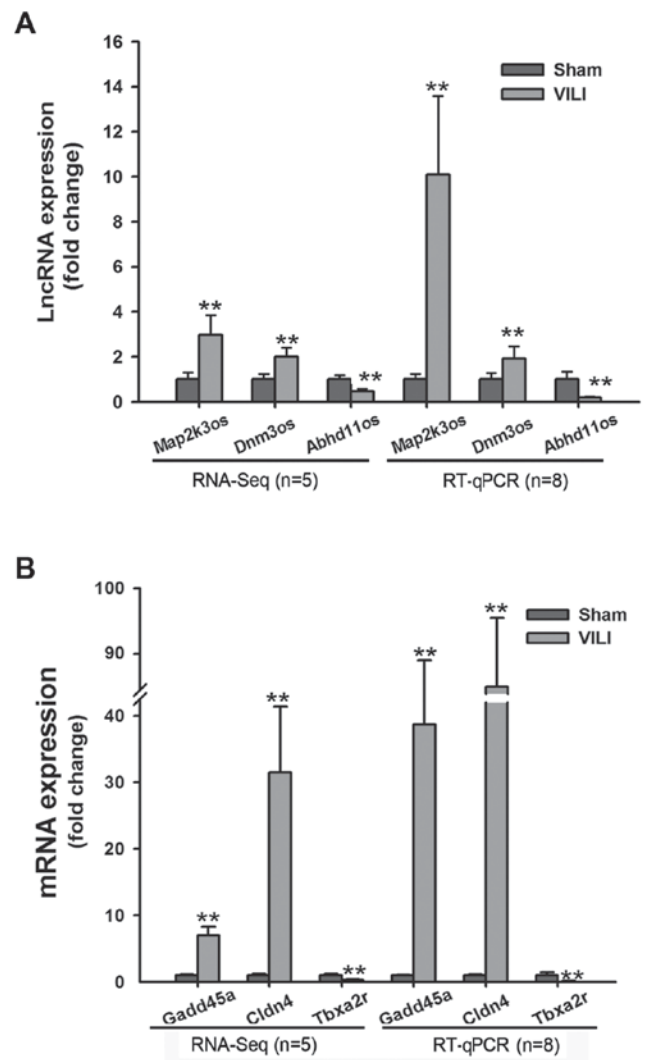 A
LncRNA expression
(fold change)
16
14
12
10
8
6
4
2
0
Sham
VILI
**
**
**
**
**
**
Map2k3os
Dnm3os
Abhd11os
Map2k3os
Dnm3os
Abhd11os
RNA-Seq (n=5)
RT-qPCR (n=8)
B
mRNA expression
(fold change)
100
90
40
30
20
10
0
Sham
VILI
**
**
**
**
**
**
Gadd45a
Cldn4
Tbxa2r
Gadd45a
Cldn4
Tbxa2r
RNA-Seq (n=5)
RT-qPCR (n=8)